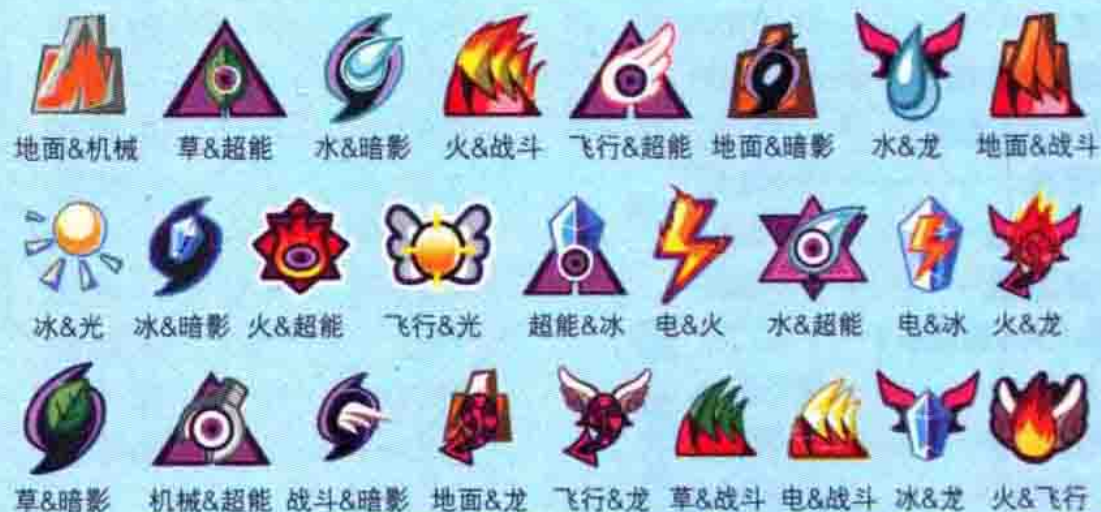 地面&机械 草&超能 水&暗影 火&战斗 飞行&超能 地面&暗影 水&龙 地面&战斗
冰&光 冰&暗影 火&超能 飞行&光 超能&冰 电&火 水&超能 电&冰 火&龙
草&暗影 机械&超能 战斗&暗影 地面&龙 飞行&龙 草&战斗 电&战斗 冰&龙 火&飞行